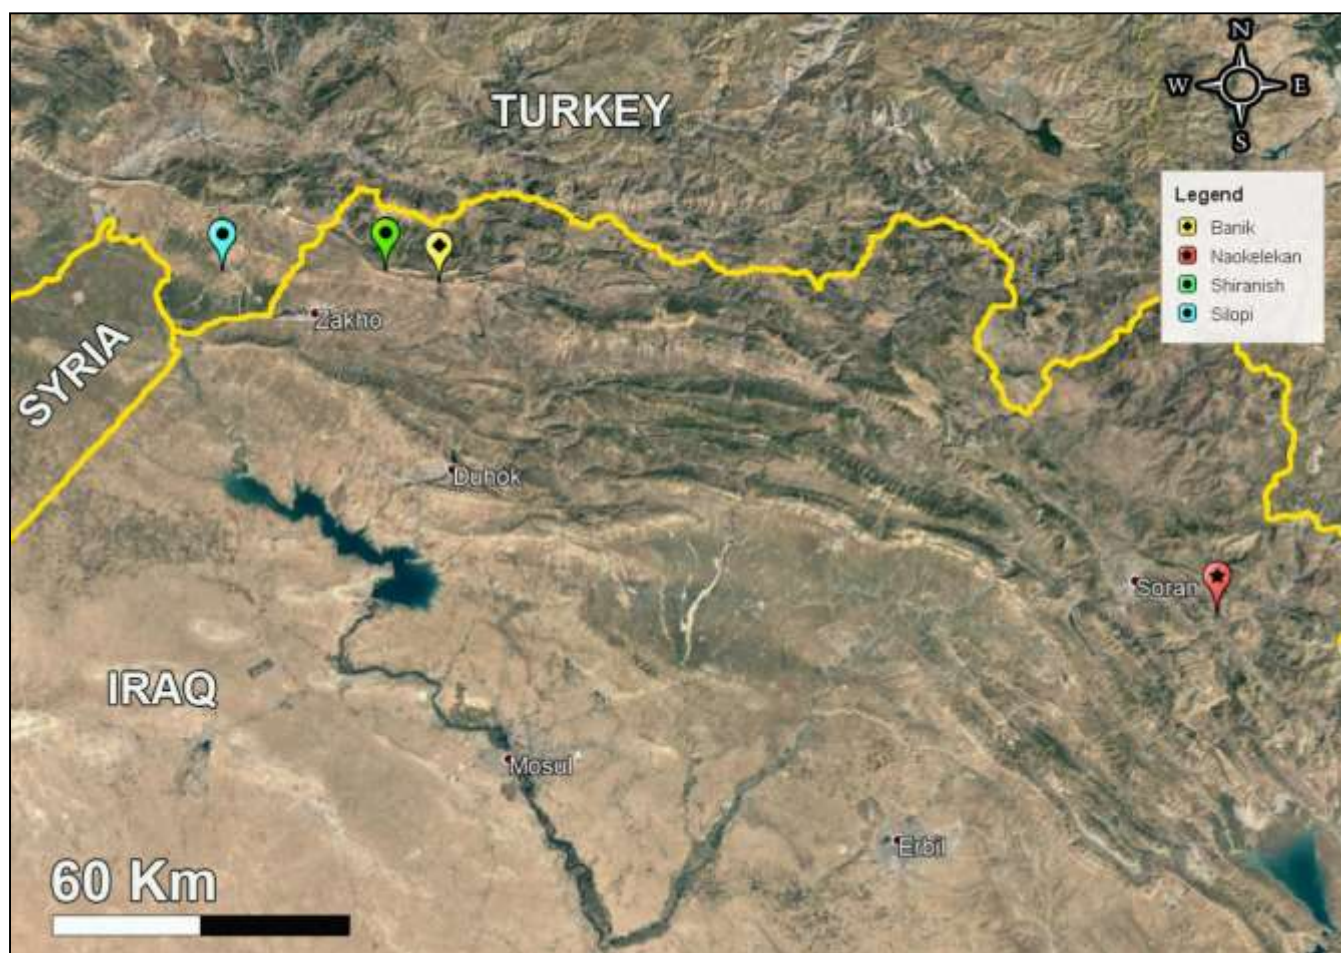 N
TURKEY
W
E
S
Legend
Banik
Naokelekan
Shiranish
Silopi
Zakho
SYRIA
Duhok
Soran
IRAQ
Mosul
Erbil
60 Km